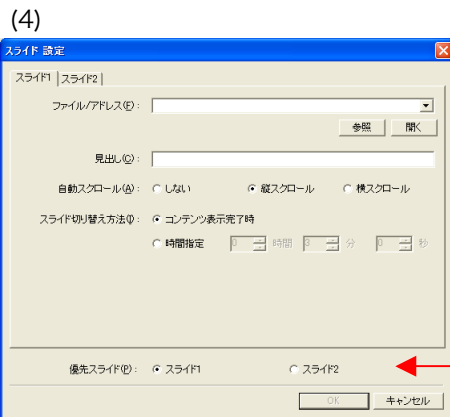 (4)
スライド 設定
スライド1 スライド2
ファイル/アドレス(F):
参照 開く
見出し(C):
自動スクロール(A): しない 縦スクロール 横スクロール
スライド切り替え方法(I): コンテンツ表示完了時
時間指定 0 時間 3 分 0 秒
優先スライド(P): スライド1 スライド2
OK キャンセル